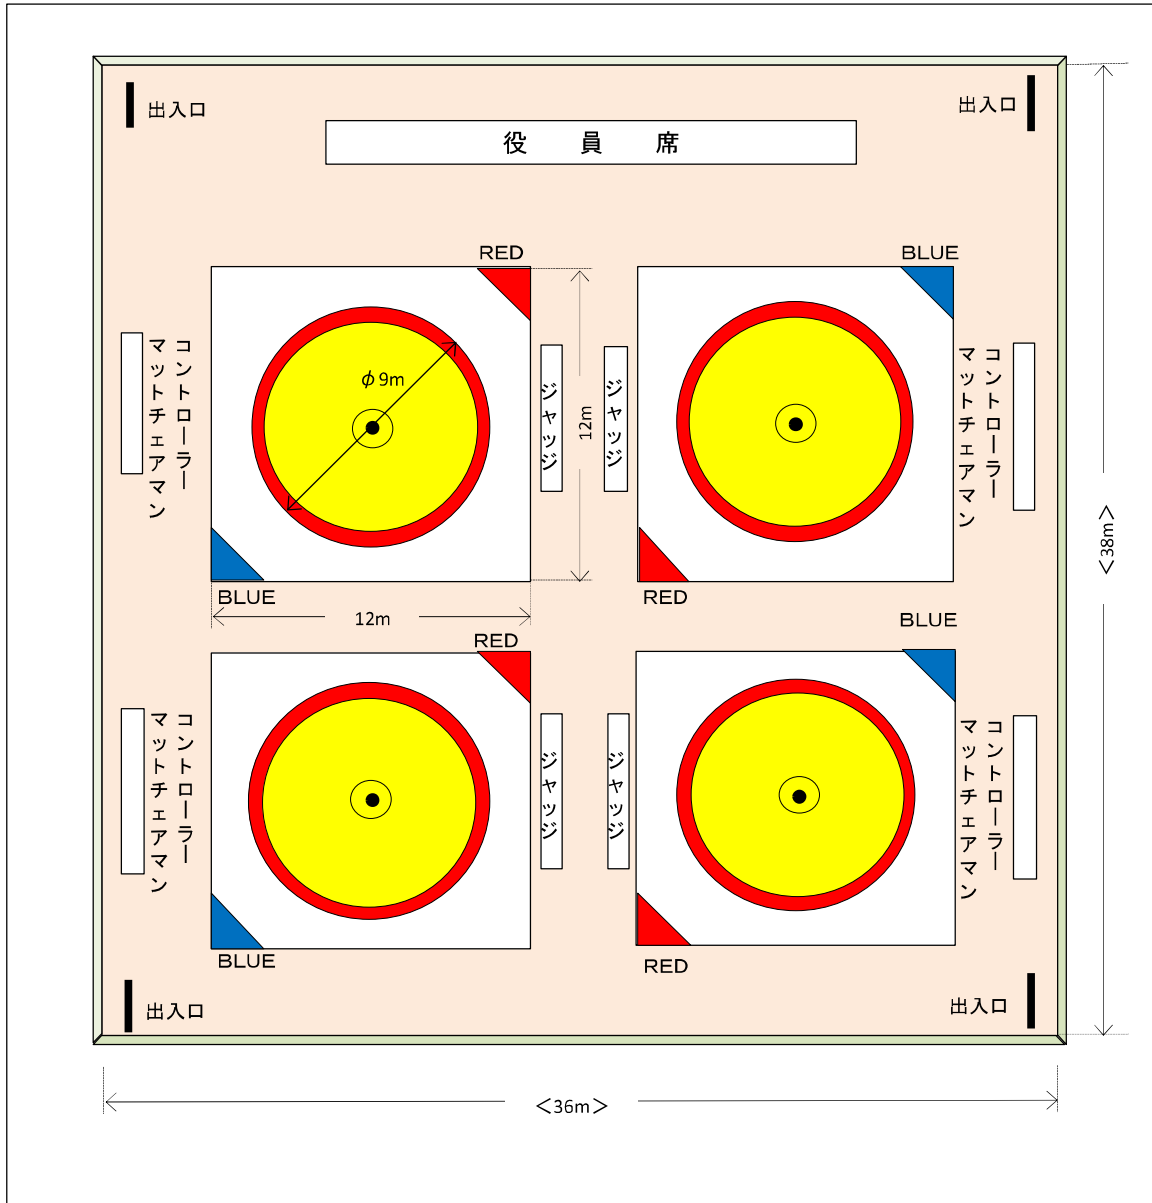 出入口
出入口
役員席
RED
BLUE
コントローラー
マットチェアマン
φ9m
ジャッジ
12m
ジャッジ
コントローラー
マットチェアマン
<38m>
BLUE
12m
RED
RED
BLUE
コントローラー
マットチェアマン
ジャッジ
ジャッジ
コントローラー
マットチェアマン
BLUE
RED
出入口
出入口
<36m>